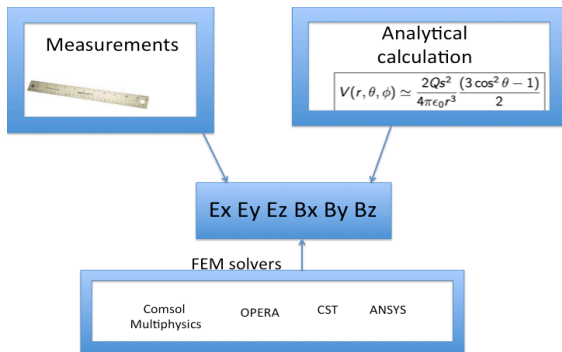 Measurements
Analytical
calculation
V(r, θ, ϕ) ≃ 2Qs² / 4πϵ₀r³ (3 cos² θ − 1) / 2
Ex Ey Ez Bx By Bz
FEM solvers
Comsol
Multiphysics
OPERA
CST
ANSYS